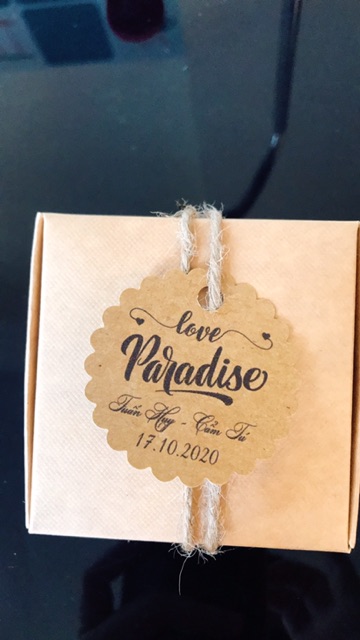 love
Paradise
Tuấn Huy - Cẩm Tú
17.10.2020